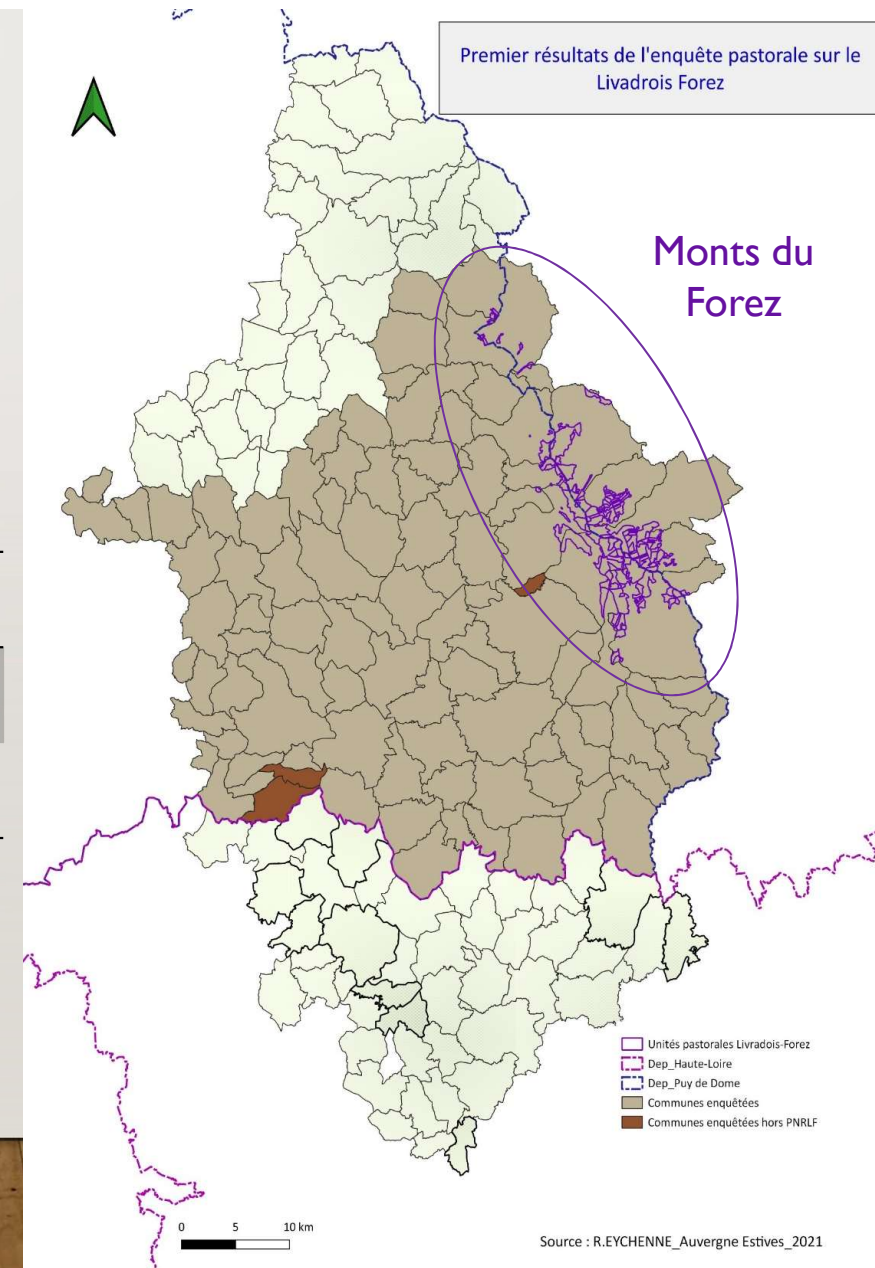 Premier résultats de l'enquête pastorale sur le
Livadrois Forez
Monts du
Forez
Unités pastorales Livradois-Forez
Dep_Haute-Loire
Dep_Puy de Dome
Communes enquêtées
Communes enquêtées hors PNRLF
0 5 10 km
Source : R.EYCHENNE_Auvergne Estives_2021